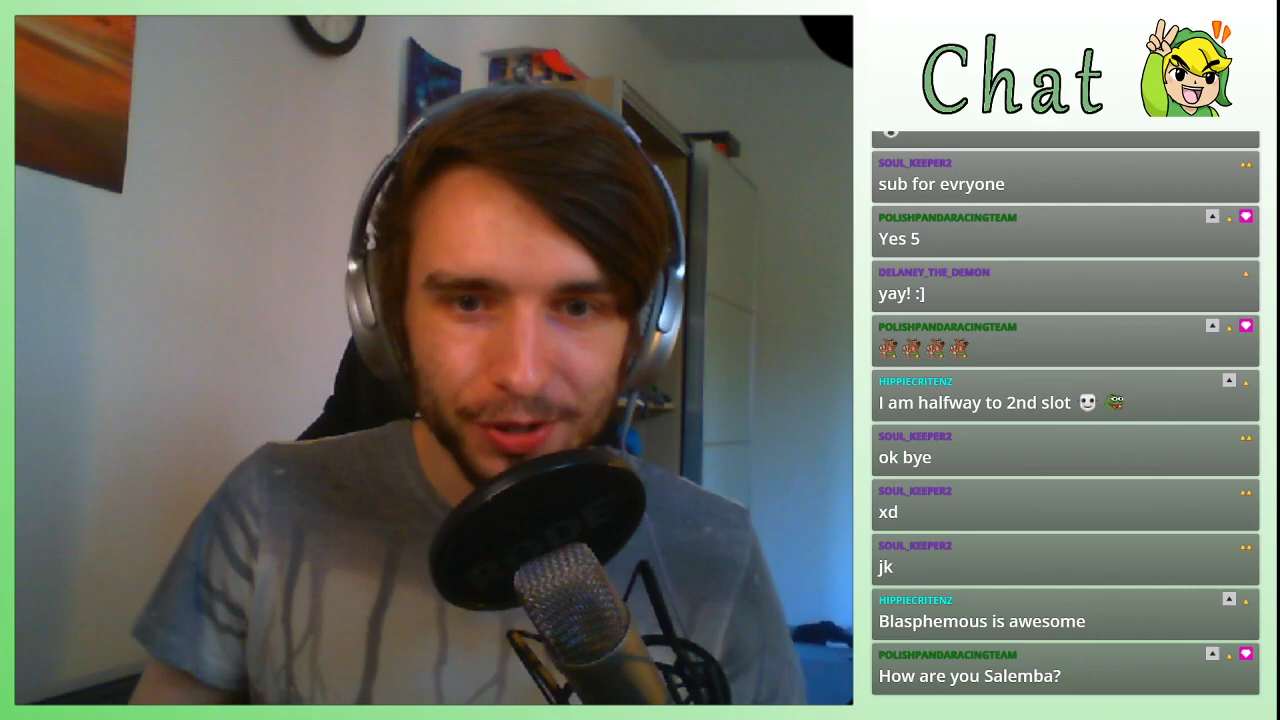 Chat
SOUL_KEEPER2
sub for evryone
POLISHPANDARACINGTEAM
Yes 5
DELANEY_THE_DEMON
yay! :]
POLISHPANDARACINGTEAM
HIPPIECRITENZ
I am halfway to 2nd slot
SOUL_KEEPER2
ok bye
SOUL_KEEPER2
xd
SOUL_KEEPER2
jk
HIPPIECRITENZ
Blasphemous is awesome
POLISHPANDARACINGTEAM
How are you Salemba?
RODE